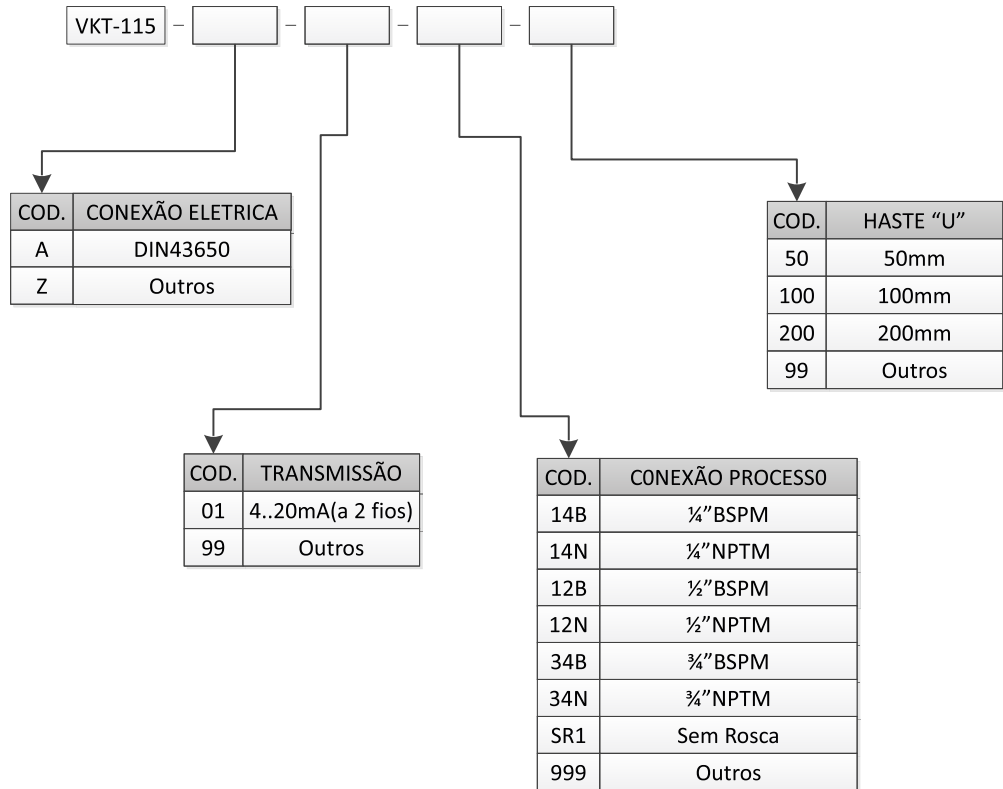 VKT-115 – – – –
COD. CONEXÃO ELETRICA
A DIN43650
Z Outros
COD. HASTE “U”
50 50mm
100 100mm
200 200mm
99 Outros
COD. TRANSMISSÃO
01 4..20mA(a 2 fios)
99 Outros
COD. C0NEXÃO PROCESS0
14B ¼”BSPM
14N ¼”NPTM
12B ½”BSPM
12N ½”NPTM
34B ¾”BSPM
34N ¾”NPTM
SR1 Sem Rosca
999 Outros